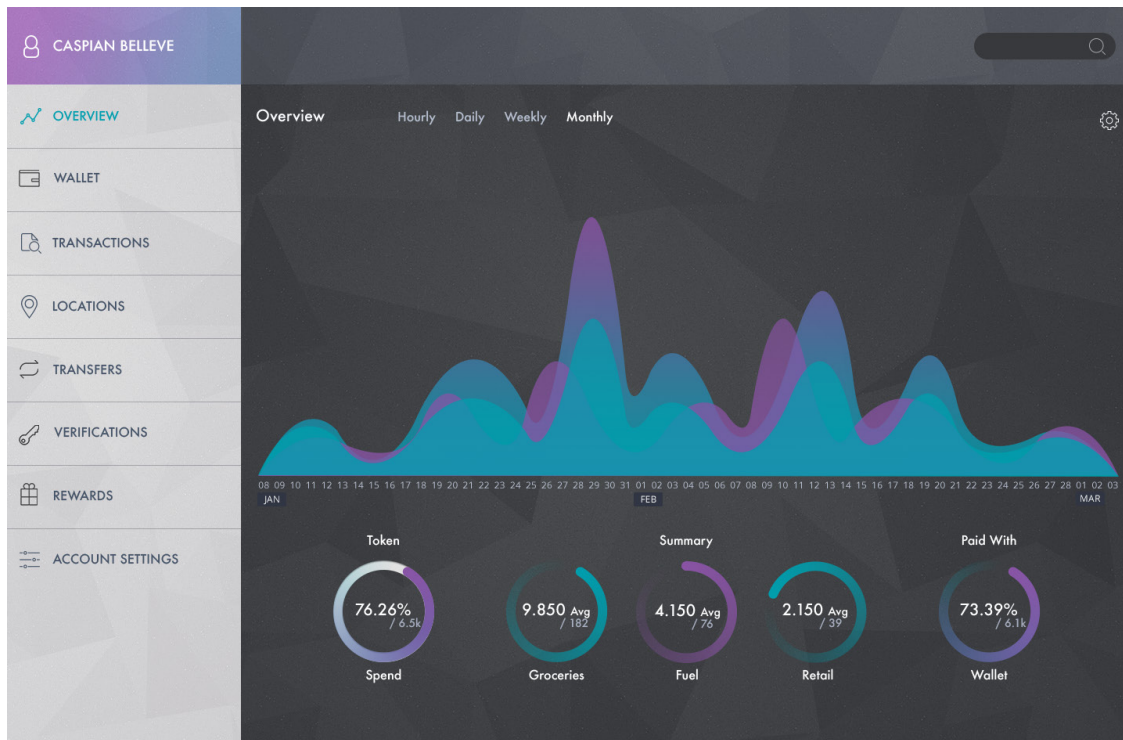 CASPIAN BELLEVE
OVERVIEW
WALLET
TRANSACTIONS
LOCATIONS
TRANSFERS
VERIFICATIONS
REWARDS
ACCOUNT SETTINGS
Overview Hourly Daily Weekly Monthly
08 09 10 11 12 13 14 15 16 17 18 19 20 21 22 23 24 25 26 27 28 29 30 31 01 02 03 04 05 06 07 08 09 10 11 12 13 14 15 16 17 18 19 20 21 22 23 24 25 26 27 28 01 02 03
JAN FEB MAR
Token Summary Paid With
76.26% 9.850 Avg 4.150 Avg 2.150 Avg 73.39%
/ 6.5k / 182 / 76 / 39 / 6.1k
Spend Groceries Fuel Retail Wallet